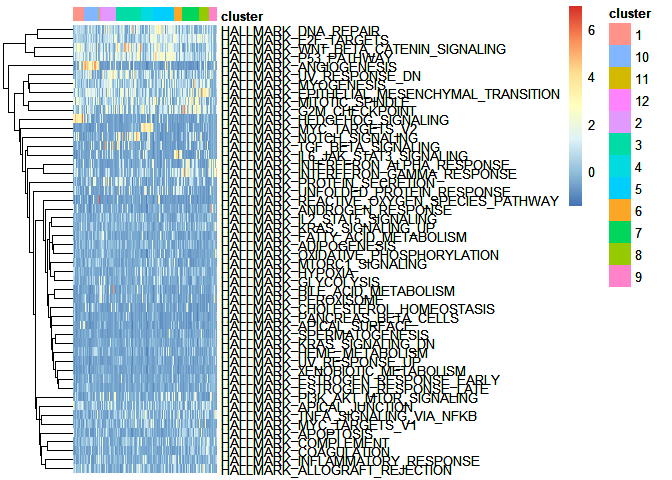 cluster
HALLMARK_DNA_REPAIR
HALLMARK_E2F_TARGETS
HALLMARK_WNT_BETA_CATENIN_SIGNALING
HALLMARK_P53_PATHWAY
HALLMARK_ANGIOGENESIS
HALLMARK_UV_RESPONSE_DN
HALLMARK_MYOGENESIS
HALLMARK_EPITHELIAL_MESENCHYMAL_TRANSITION
HALLMARK_MITOTIC_SPINDLE
HALLMARK_G2M_CHECKPOINT
HALLMARK_HEDGEHOG_SIGNALING
HALLMARK_MYC_TARGETS_V2
HALLMARK_NOTCH_SIGNALING
HALLMARK_TGF_BETA_SIGNALING
HALLMARK_IL6_JAK_STAT3_SIGNALING
HALLMARK_INTERFERON_ALPHA_RESPONSE
HALLMARK_INTERFERON_GAMMA_RESPONSE
HALLMARK_PROTEIN_SECRETION
HALLMARK_UNFOLDED_PROTEIN_RESPONSE
HALLMARK_REACTIVE_OXYGEN_SPECIES_PATHWAY
HALLMARK_ANDROGEN_RESPONSE
HALLMARK_IL2_STAT5_SIGNALING
HALLMARK_KRAS_SIGNALING_UP
HALLMARK_FATTY_ACID_METABOLISM
HALLMARK_ADIPOGENESIS
HALLMARK_OXIDATIVE_PHOSPHORYLATION
HALLMARK_MTORC1_SIGNALING
HALLMARK_HYPOXIA
HALLMARK_GLYCOLYSIS
HALLMARK_BILE_ACID_METABOLISM
HALLMARK_PEROXISOME
HALLMARK_CHOLESTEROL_HOMEOSTASIS
HALLMARK_PANCREAS_BETA_CELLS
HALLMARK_APICAL_SURFACE
HALLMARK_SPERMATOGENESIS
HALLMARK_KRAS_SIGNALING_DN
HALLMARK_HEME_METABOLISM
HALLMARK_UV_RESPONSE_UP
HALLMARK_XENOBIOTIC_METABOLISM
HALLMARK_ESTROGEN_RESPONSE_EARLY
HALLMARK_ESTROGEN_RESPONSE_LATE
HALLMARK_PI3K_AKT_MTOR_SIGNALING
HALLMARK_APICAL_JUNCTION
HALLMARK_TNFA_SIGNALING_VIA_NFKB
HALLMARK_MYC_TARGETS_V1
HALLMARK_APOPTOSIS
HALLMARK_COMPLEMENT
HALLMARK_COAGULATION
HALLMARK_INFLAMMATORY_RESPONSE
HALLMARK_ALLOGRAFT_REJECTION
6
4
2
0
cluster
1
10
11
12
2
3
4
5
6
7
8
9